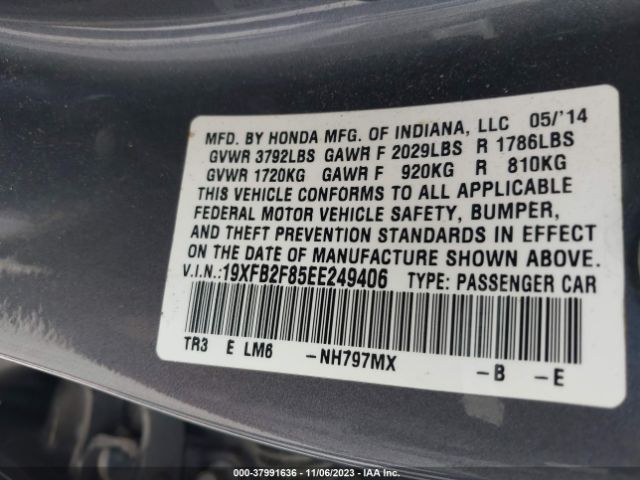 MFD. BY HONDA MFG. OF INDIANA, LLC 05/'14
GVWR 3792LBS GAWR F 2029LBS R 1786LBS
GVWR 1720KG GAWR F 920KG R 810KG
THIS VEHICLE CONFORMS TO ALL APPLICABLE
FEDERAL MOTOR VEHICLE SAFETY, BUMPER,
AND THEFT PREVENTION STANDARDS IN EFFECT
ON THE DATE OF MANUFACTURE SHOWN ABOVE.
V.I.N.:19XFB2F85EE249406 TYPE: PASSENGER CAR
TR3 E LM6 -NH797MX -B -E
000-37991636 - 11/06/2023 - IAA Inc.